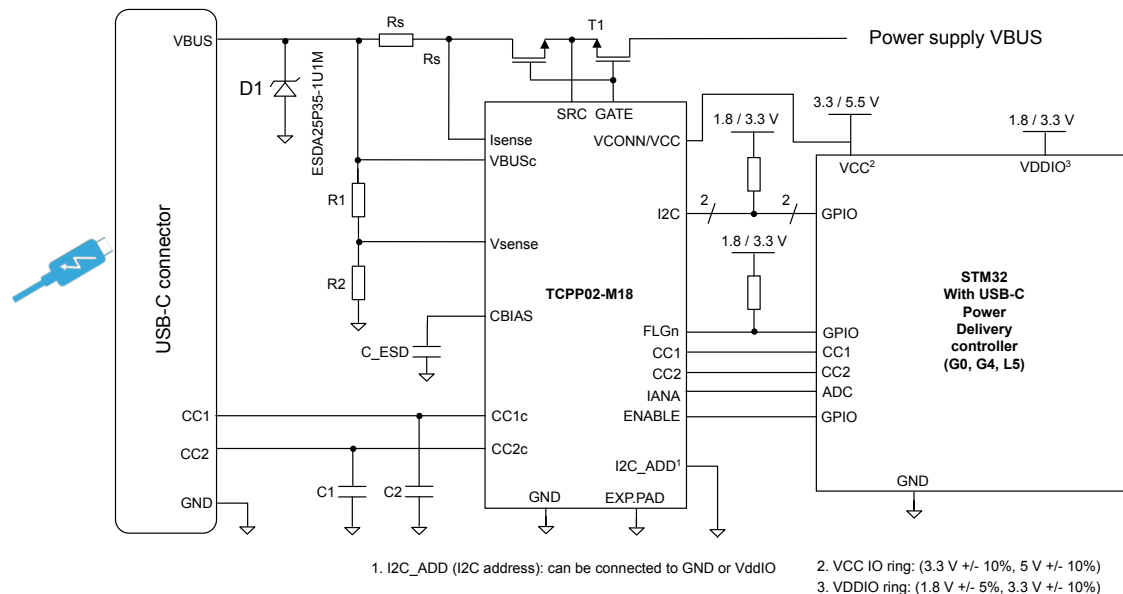 Rs
T1
VBUS
Rs
Power supply VBUS
D1
ESDA25P35-1U1M
3.3 / 5.5 V
1.8 / 3.3 V
1.8 / 3.3 V
SRC
GATE
Isense
VCONN/VCC
VBUSc
VCC2
VDDIO3
R1
I2C
2
2
GPIO
Vsense
1.8 / 3.3 V
USB-C connector
R2
TCPP02-M18
STM32
With USB-C
Power
Delivery
controller
(G0, G4, L5)
CBIAS
C_ESD
FLGn
GPIO
CC1
CC1
CC2
CC2
IANA
ADC
CC1
CC1c
ENABLE
GPIO
CC2
CC2c
I2C_ADD1
C1
C2
GND
GND
EXP.PAD
GND
1. I2C_ADD (I2C address): can be connected to GND or VddIO
2. VCC IO ring: (3.3 V +/- 10%, 5 V +/- 10%)
3. VDDIO ring: (1.8 V +/- 5%, 3.3 V +/- 10%)